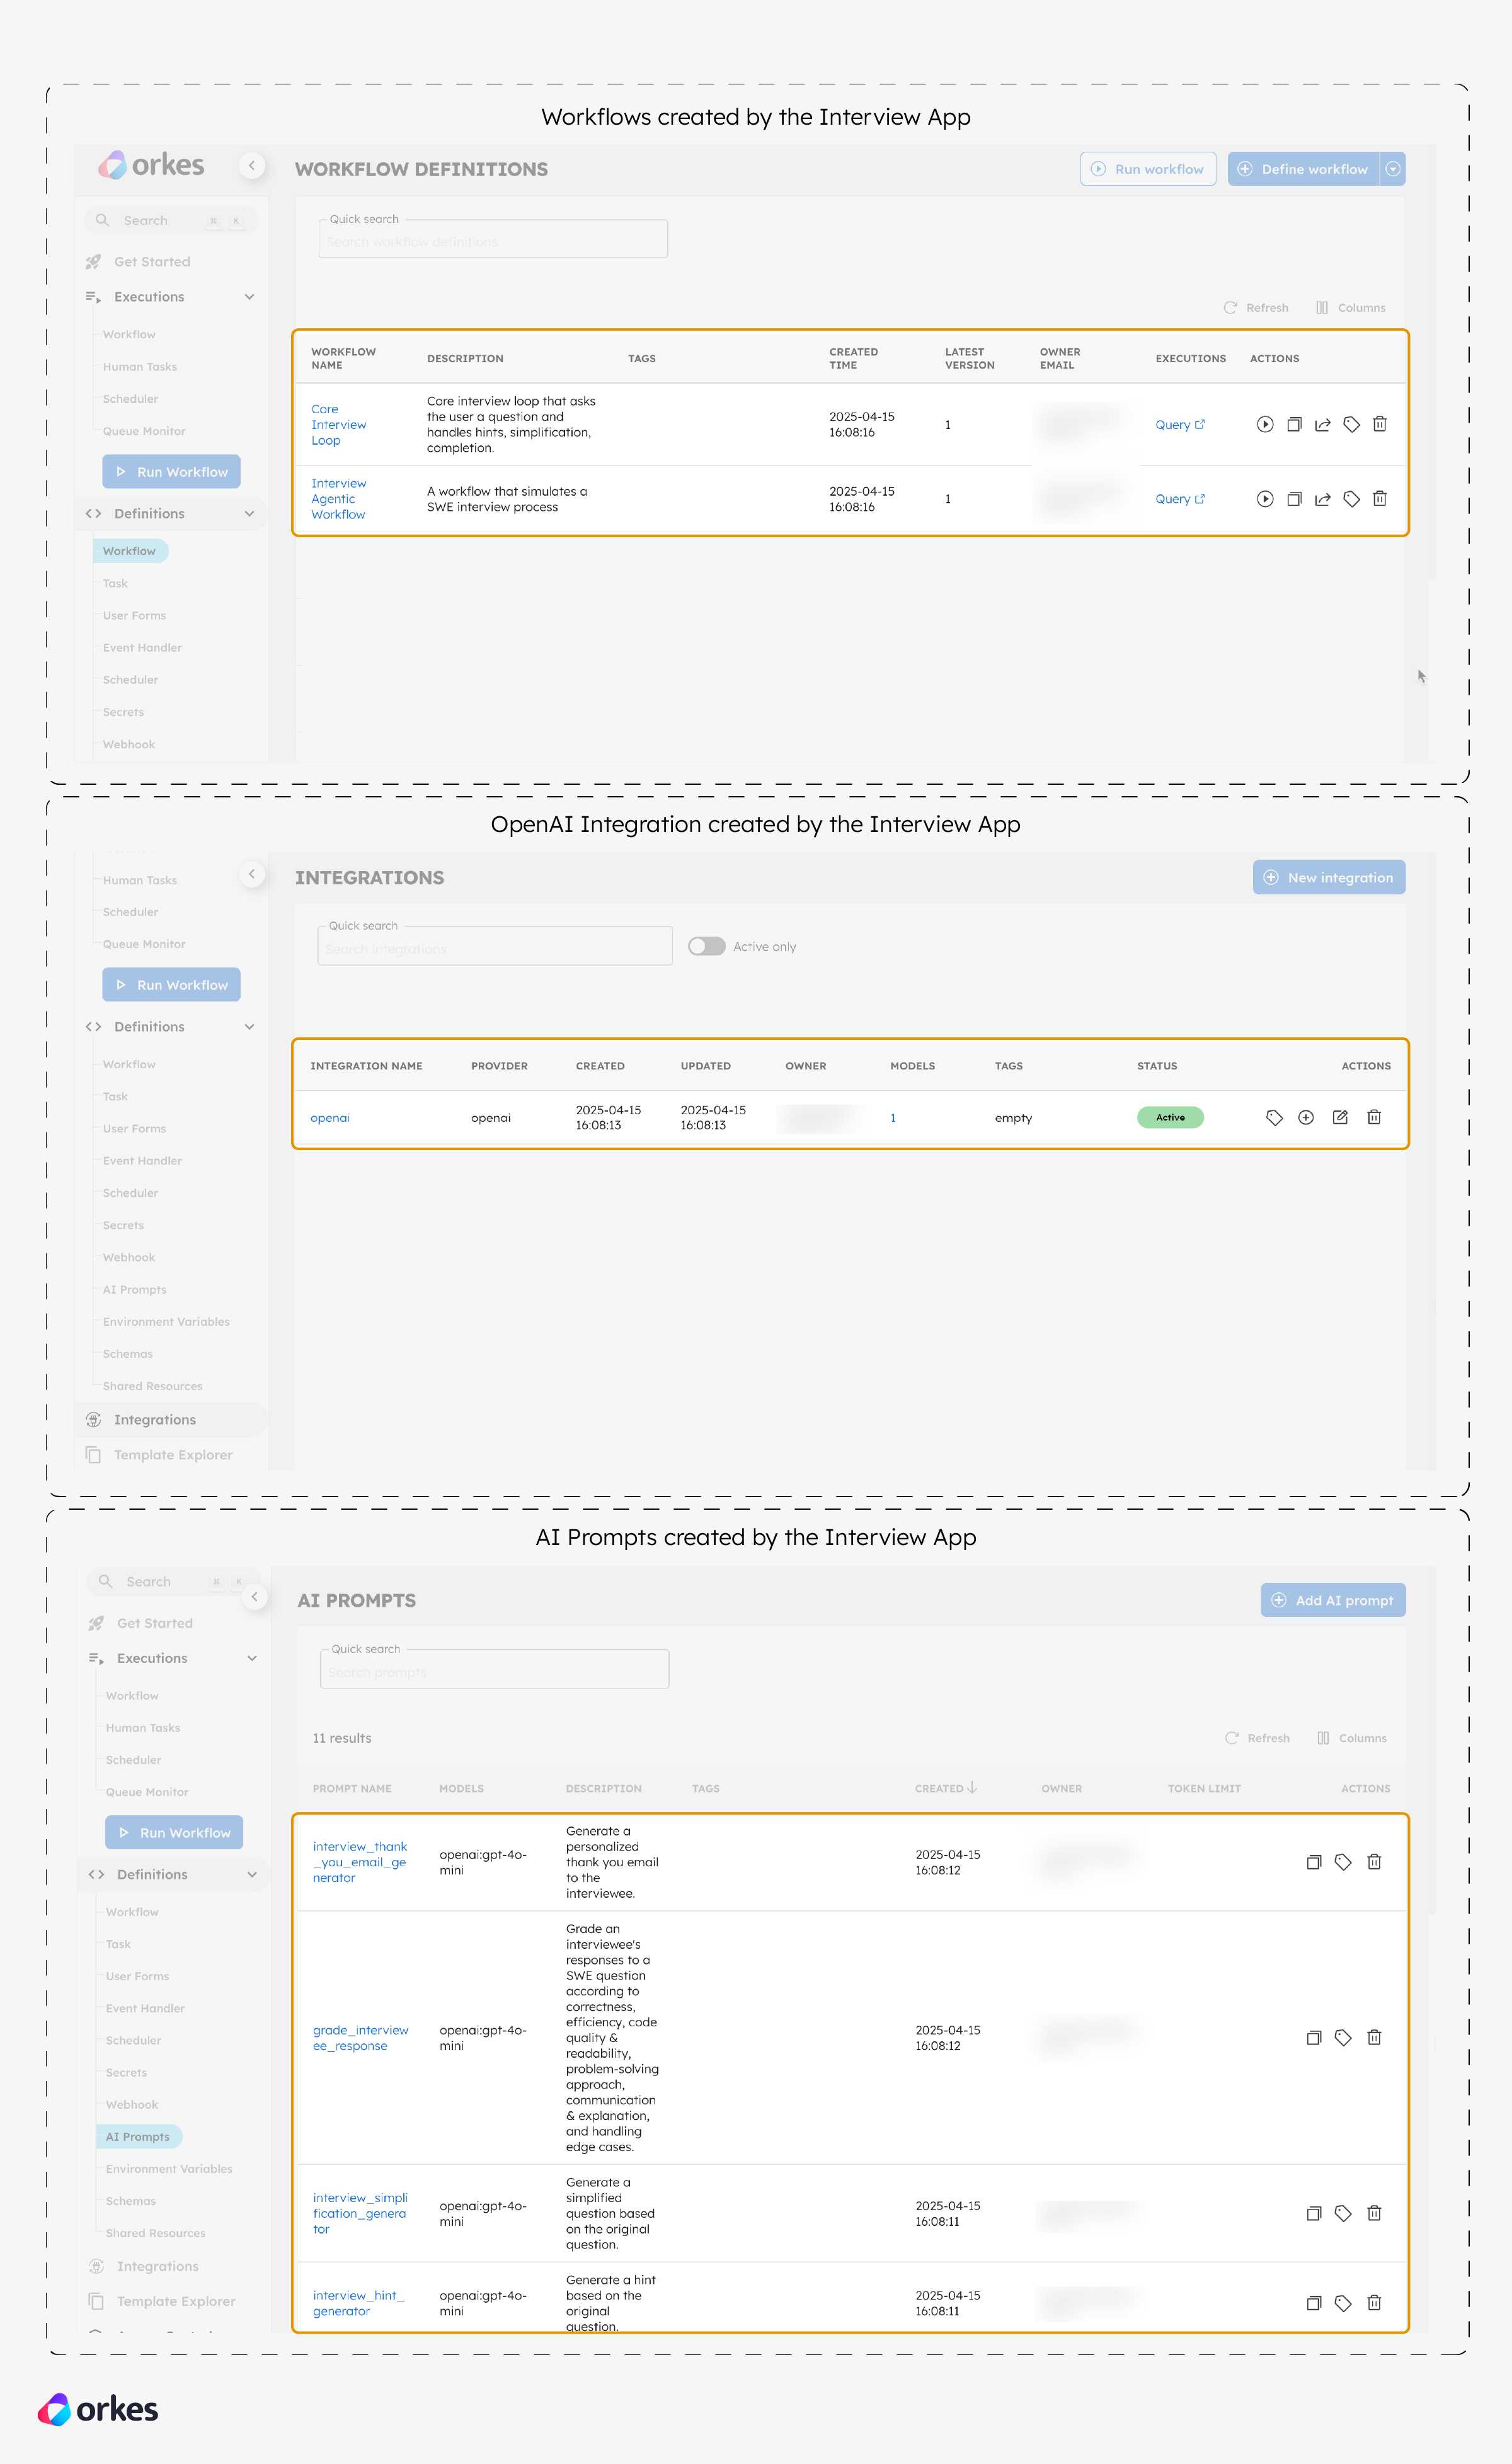 Workflows created by the Interview App
orkes
WORKFLOW DEFINITIONS
Run workflow
Define workflow
Search
⌘
K
Quick search
Search workflow definitions
Get Started
Executions
Refresh
Columns
Workflow
Human Tasks
Scheduler
Queue Monitor
Run Workflow
Definitions
Workflow
Task
User Forms
Event Handler
Scheduler
Secrets
Webhook
WORKFLOW
NAME
DESCRIPTION
TAGS
CREATED
TIME
LATEST
VERSION
OWNER
EMAIL
EXECUTIONS
ACTIONS
Core
Interview
Loop
Core interview loop that asks
the user a question and
handles hints, simplification,
completion.
2025-04-15
16:08:16
1
Query
Interview
Agentic
Workflow
A workflow that simulates a
SWE interview process
2025-04-15
16:08:16
1
Query
OpenAI Integration created by the Interview App
INTEGRATIONS
New integration
Human Tasks
Scheduler
Queue Monitor
Run Workflow
Definitions
Workflow
Task
User Forms
Event Handler
Scheduler
Secrets
Webhook
AI Prompts
Environment Variables
Schemas
Shared Resources
Integrations
Template Explorer
Quick search
Search integrations
Active only
INTEGRATION NAME
PROVIDER
CREATED
UPDATED
OWNER
MODELS
TAGS
STATUS
ACTIONS
openai
openai
2025-04-15
16:08:13
2025-04-15
16:08:13
1
empty
Active
AI Prompts created by the Interview App
Search
⌘
K
AI PROMPTS
Add AI prompt
Get Started
Executions
Workflow
Human Tasks
Scheduler
Queue Monitor
Run Workflow
Definitions
Workflow
Task
User Forms
Event Handler
Scheduler
Secrets
Webhook
AI Prompts
Environment Variables
Schemas
Shared Resources
Integrations
Template Explorer
Quick search
Search prompts
11 results
Refresh
Columns
PROMPT NAME
MODELS
DESCRIPTION
TAGS
CREATED
OWNER
TOKEN LIMIT
ACTIONS
interview_thank
_you_email_ge
nerator
openai:gpt-4o-
mini
Generate a
personalized
thank you email
to the
interviewee.
2025-04-15
16:08:12
grade_interview
ee_response
openai:gpt-4o-
mini
Grade an
interviewee's
responses to a
SWE question
according to
correctness,
efficiency, code
quality &
readability,
problem-solving
approach,
communication
& explanation,
and handling
edge cases.
2025-04-15
16:08:12
interview_simpli
fication_genera
tor
openai:gpt-4o-
mini
Generate a
simplified
question based
on the original
question.
2025-04-15
16:08:11
interview_hint_
generator
openai:gpt-4o-
mini
Generate a hint
based on the
original
question.
2025-04-15
16:08:11
orkes